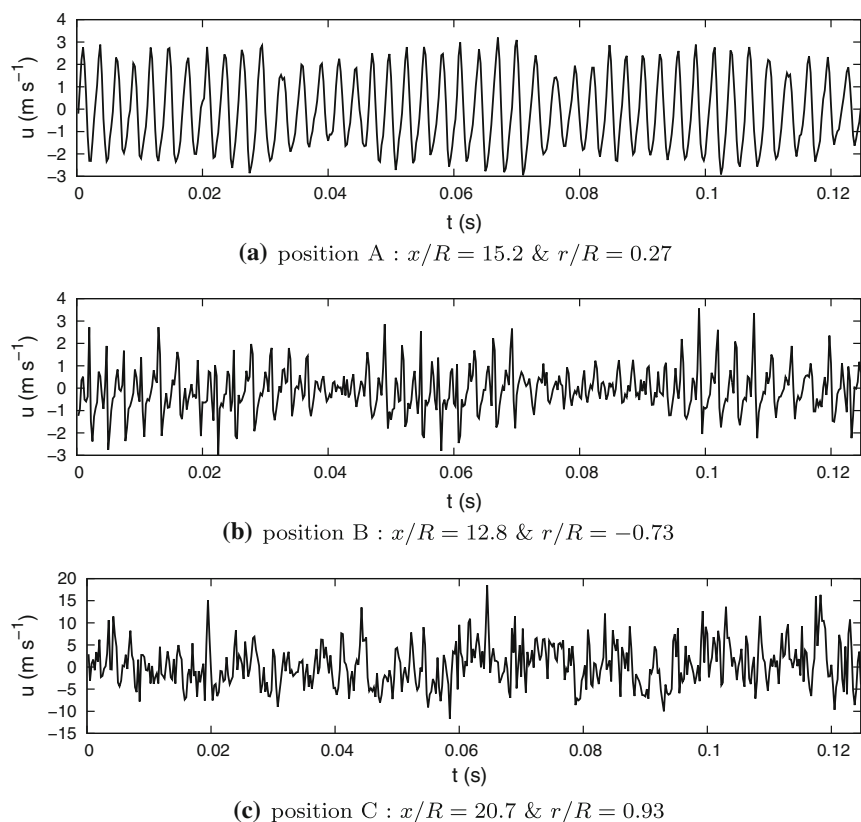 4
3
2
1
0
−1
−2
−3
u (m s⁻¹)
0 0.02 0.04 0.06 0.08 0.1 0.12
t (s)
(a) position A : x/R = 15.2 & r/R = 0.27
4
3
2
1
0
−1
−2
−3
u (m s⁻¹)
0 0.02 0.04 0.06 0.08 0.1 0.12
t (s)
(b) position B : x/R = 12.8 & r/R = −0.73
20
15
10
5
0
−5
−10
−15
u (m s⁻¹)
0 0.02 0.04 0.06 0.08 0.1 0.12
t (s)
(c) position C : x/R = 20.7 & r/R = 0.93